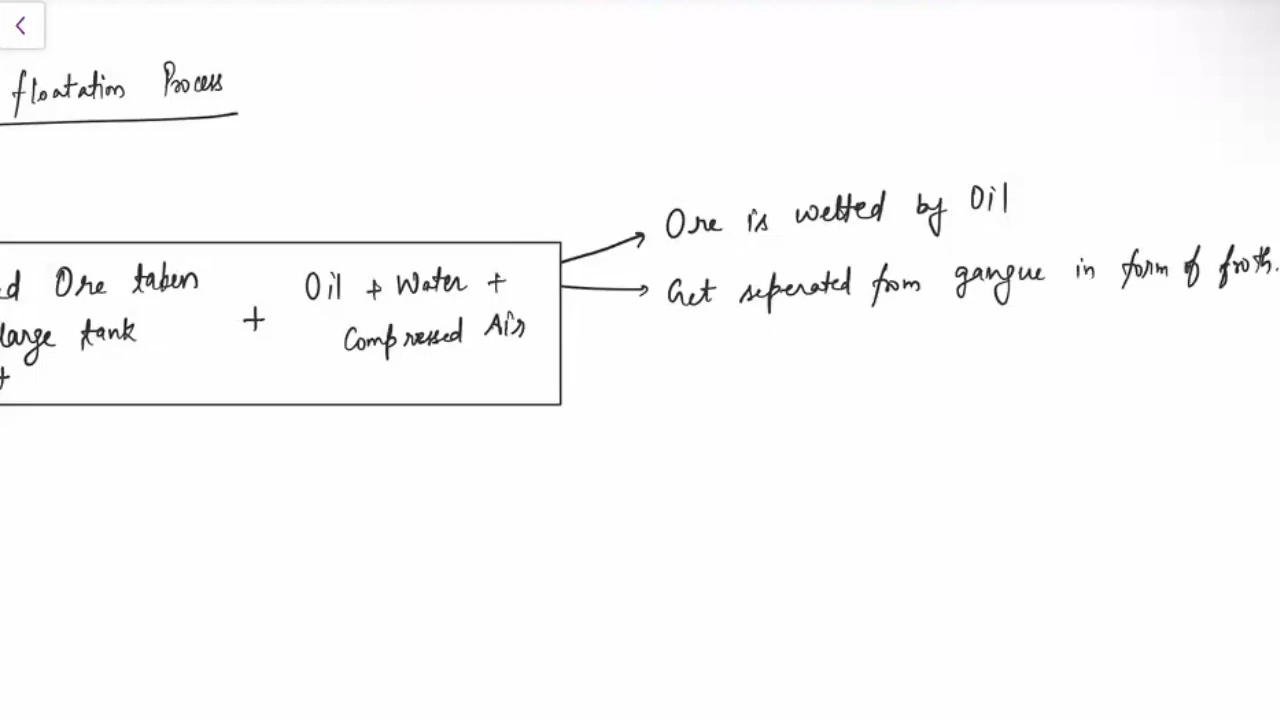 floatation Process
Ore is wetted by Oil
Get seperated from gangue in form of froth.
d Ore taken
large tank
+
+
Oil + Water +
Compressed Air